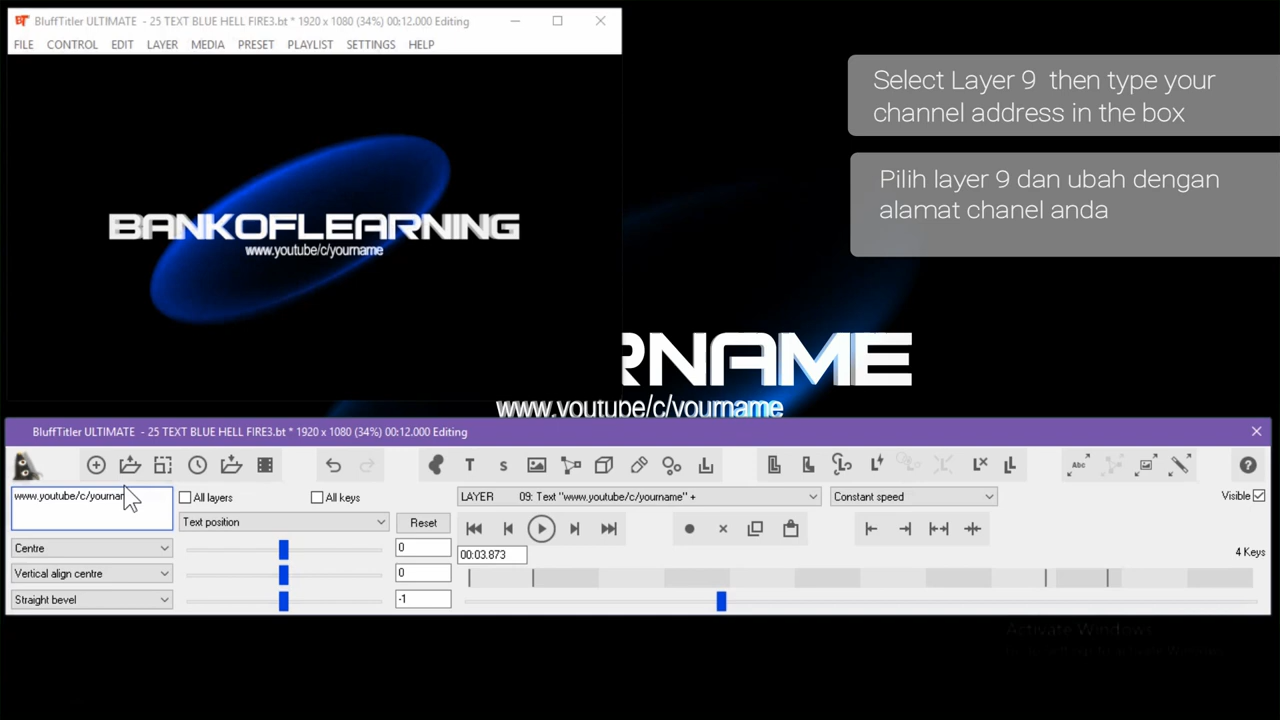 BluffTitler ULTIMATE - 25 TEXT BLUE HELL FIRE3.bt * 1920 x 1080 (34%) 00:12.000 Editing
FILE CONTROL EDIT LAYER MEDIA PRESET PLAYLIST SETTINGS HELP
Select Layer 9 then type your
channel address in the box
Pilih layer 9 dan ubah dengan
alamat chanel anda
BANKOFLEARNING
www.youtube/c/yourname
RNAME
www.youtube/c/yourname
BluffTitler ULTIMATE - 25 TEXT BLUE HELL FIRE3.bt * 1920 x 1080 (34%) 00:12.000 Editing
T S Abc
www.youtube/c/yournam
All layers
All keys
LAYER 09: Text "www.youtube/c/yourname" +
Constant speed
Visible
Text position
Reset
Centre
0
00:03.873
4 Keys
Vertical align centre
0
Straight bevel
-1
Activate Windows